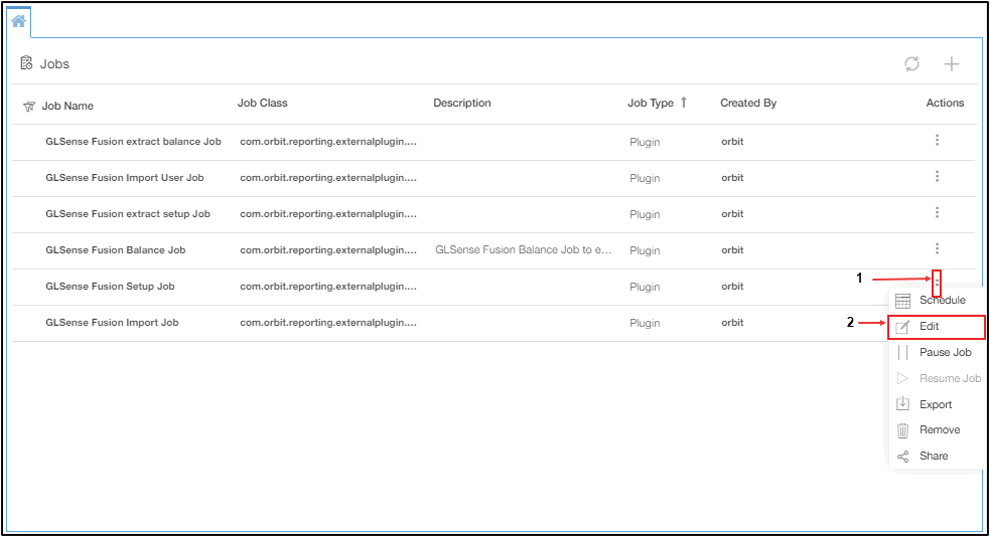 Jobs
Job Name Job Class Description Job Type ↑ Created By Actions
GLSense Fusion extract balance Job com.orbit.reporting.externalplugin.... Plugin orbit
GLSense Fusion Import User Job com.orbit.reporting.externalplugin.... Plugin orbit
GLSense Fusion extract setup Job com.orbit.reporting.externalplugin.... Plugin orbit
GLSense Fusion Balance Job com.orbit.reporting.externalplugin.... GLSense Fusion Balance Job to e... Plugin orbit
GLSense Fusion Setup Job com.orbit.reporting.externalplugin.... Plugin orbit 1
GLSense Fusion Import Job com.orbit.reporting.externalplugin.... Plugin orbit
Schedule
2 Edit
Pause Job
Resume Job
Export
Remove
Share